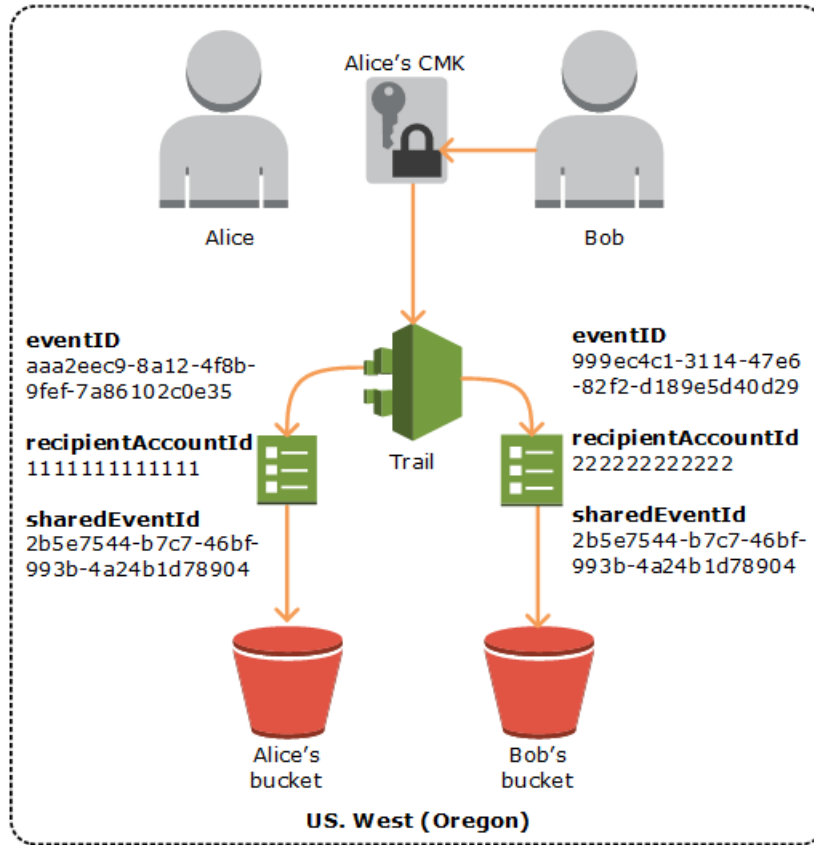 Alice's CMK
Alice
Bob
eventID
aaa2eec9-8a12-4f8b-
9fef-7a86102c0e35
recipientAccountId
1111111111111
sharedEventId
2b5e7544-b7c7-46bf-
993b-4a24b1d78904
Trail
eventID
999ec4c1-3114-47e6
-82f2-d189e5d40d29
recipientAccountId
222222222222
sharedEventId
2b5e7544-b7c7-46bf-
993b-4a24b1d78904
Alice's
bucket
Bob's
bucket
US. West (Oregon)